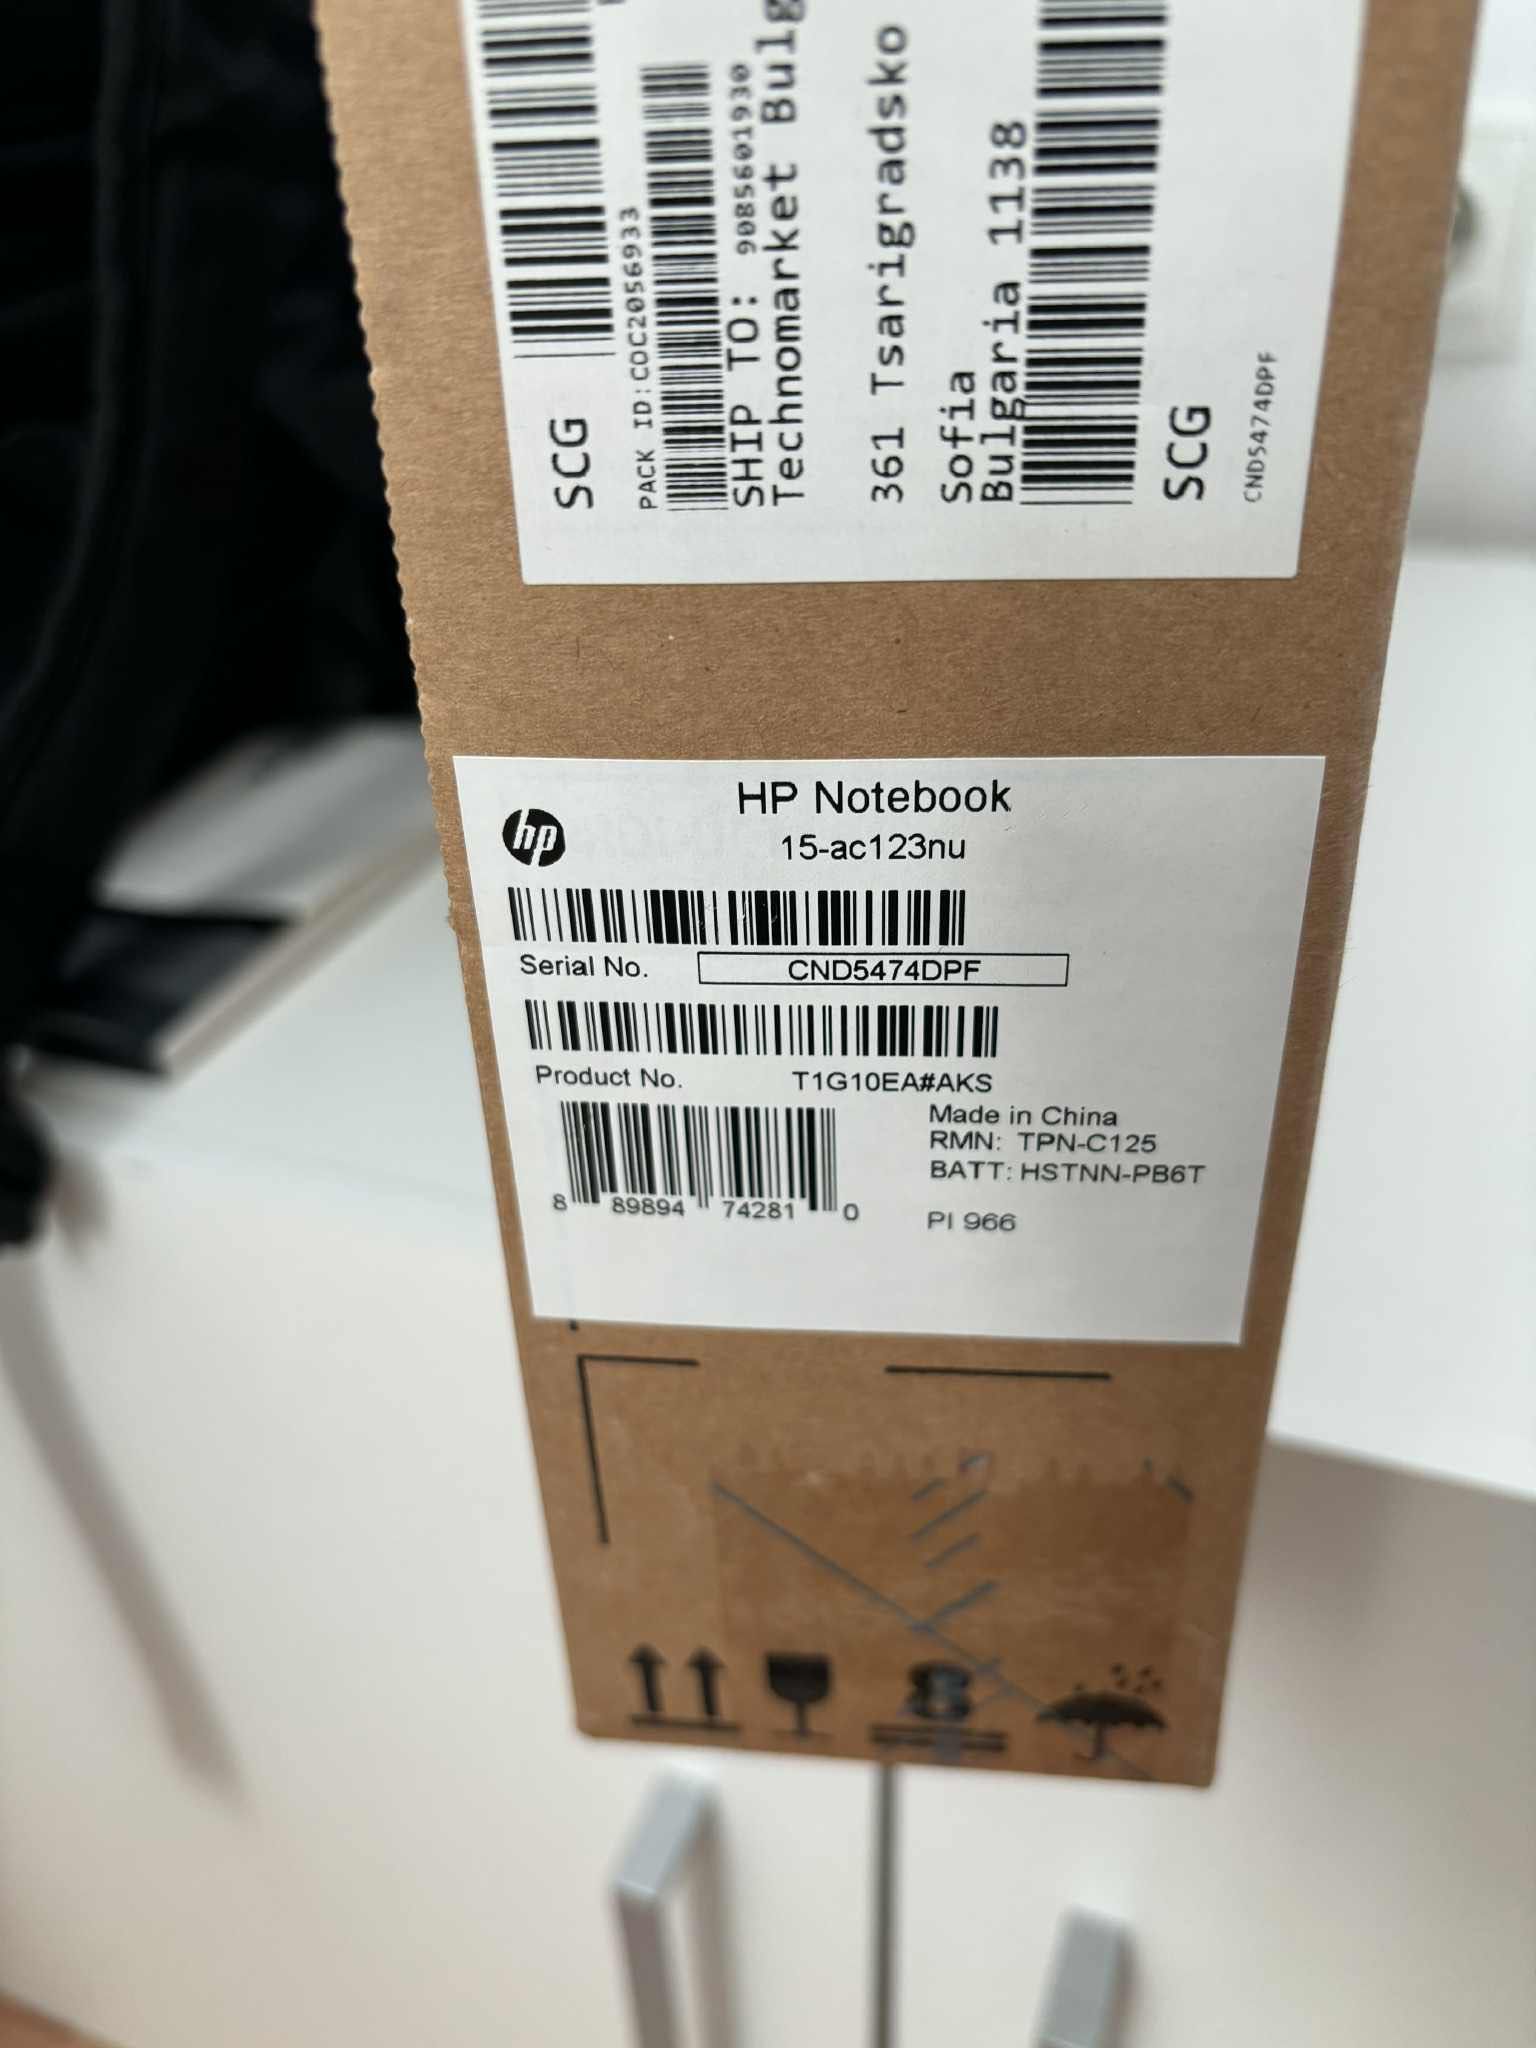 SCG
PACK ID:COC2056933
SHIP TO: 9085601930
Technomarket Bulg
361 Tsarigradsko
Sofia
Bulgaria 1138
SCG
CND5474DPF
hp
HP Notebook
15-ac123nu
Serial No. CND5474DPF
Product No. T1G10EA#AKS
Made in China
RMN: TPN-C125
BATT: HSTNN-PB6T
8 89894 74281 0
PI 966